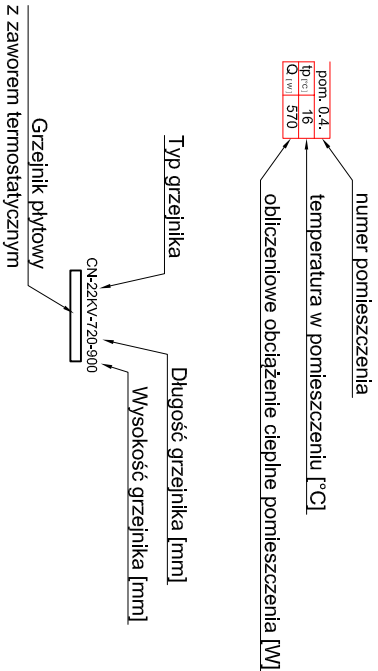 pom. 0.4.
tp [°C] 16
Q [W] 570
numer pomieszczenia
temperatura w pomieszczeniu [°C]
obliczeniowe obciążenie cieplne pomieszczenia [W]
Typ grzejnika
CN-22KV-720-900
Długość grzejnika [mm]
Wysokość grzejnika [mm]
Grzejnik płytowy
z zaworem termostatycznym